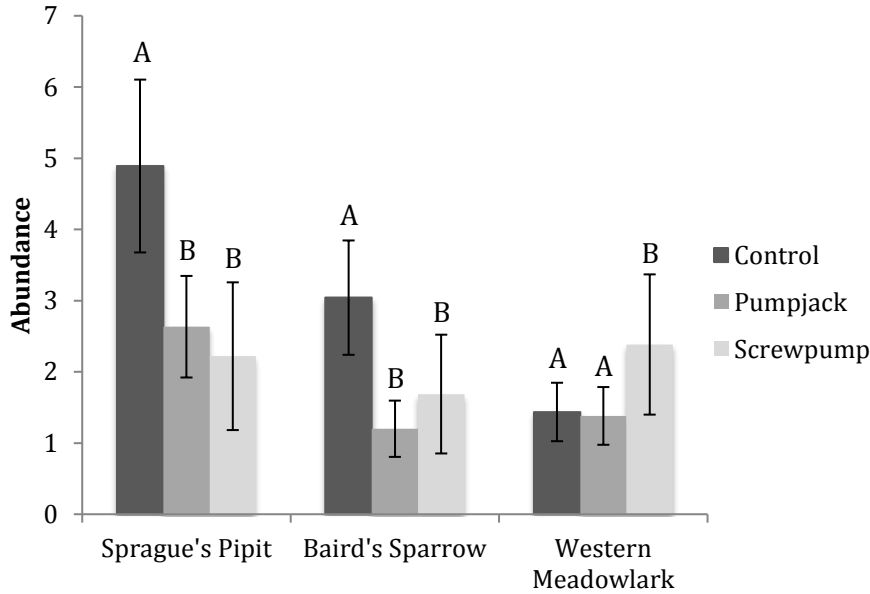 7
6
5
4
3
2
1
0
Abundance
A
B
B
A
B
B
A
A
B
Control
Pumpjack
Screwpump
Sprague's Pipit
Baird's Sparrow
Western
Meadowlark